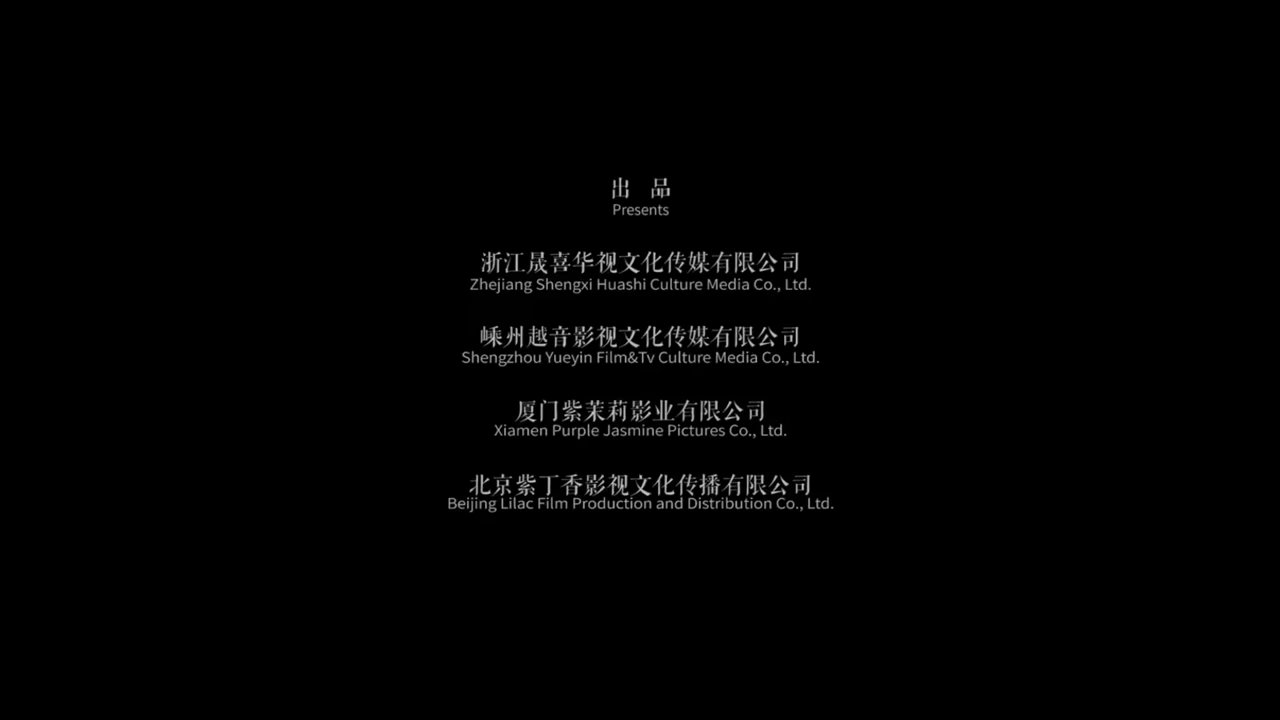 出 品
Presents
浙江晟喜华视文化传媒有限公司
Zhejiang Shengxi Huashi Culture Media Co., Ltd.
嵊州越音影视文化传媒有限公司
Shengzhou Yueyin Film&Tv Culture Media Co., Ltd.
厦门紫茉莉影业有限公司
Xiamen Purple Jasmine Pictures Co., Ltd.
北京紫丁香影视文化传播有限公司
Beijing Lilac Film Production and Distribution Co., Ltd.